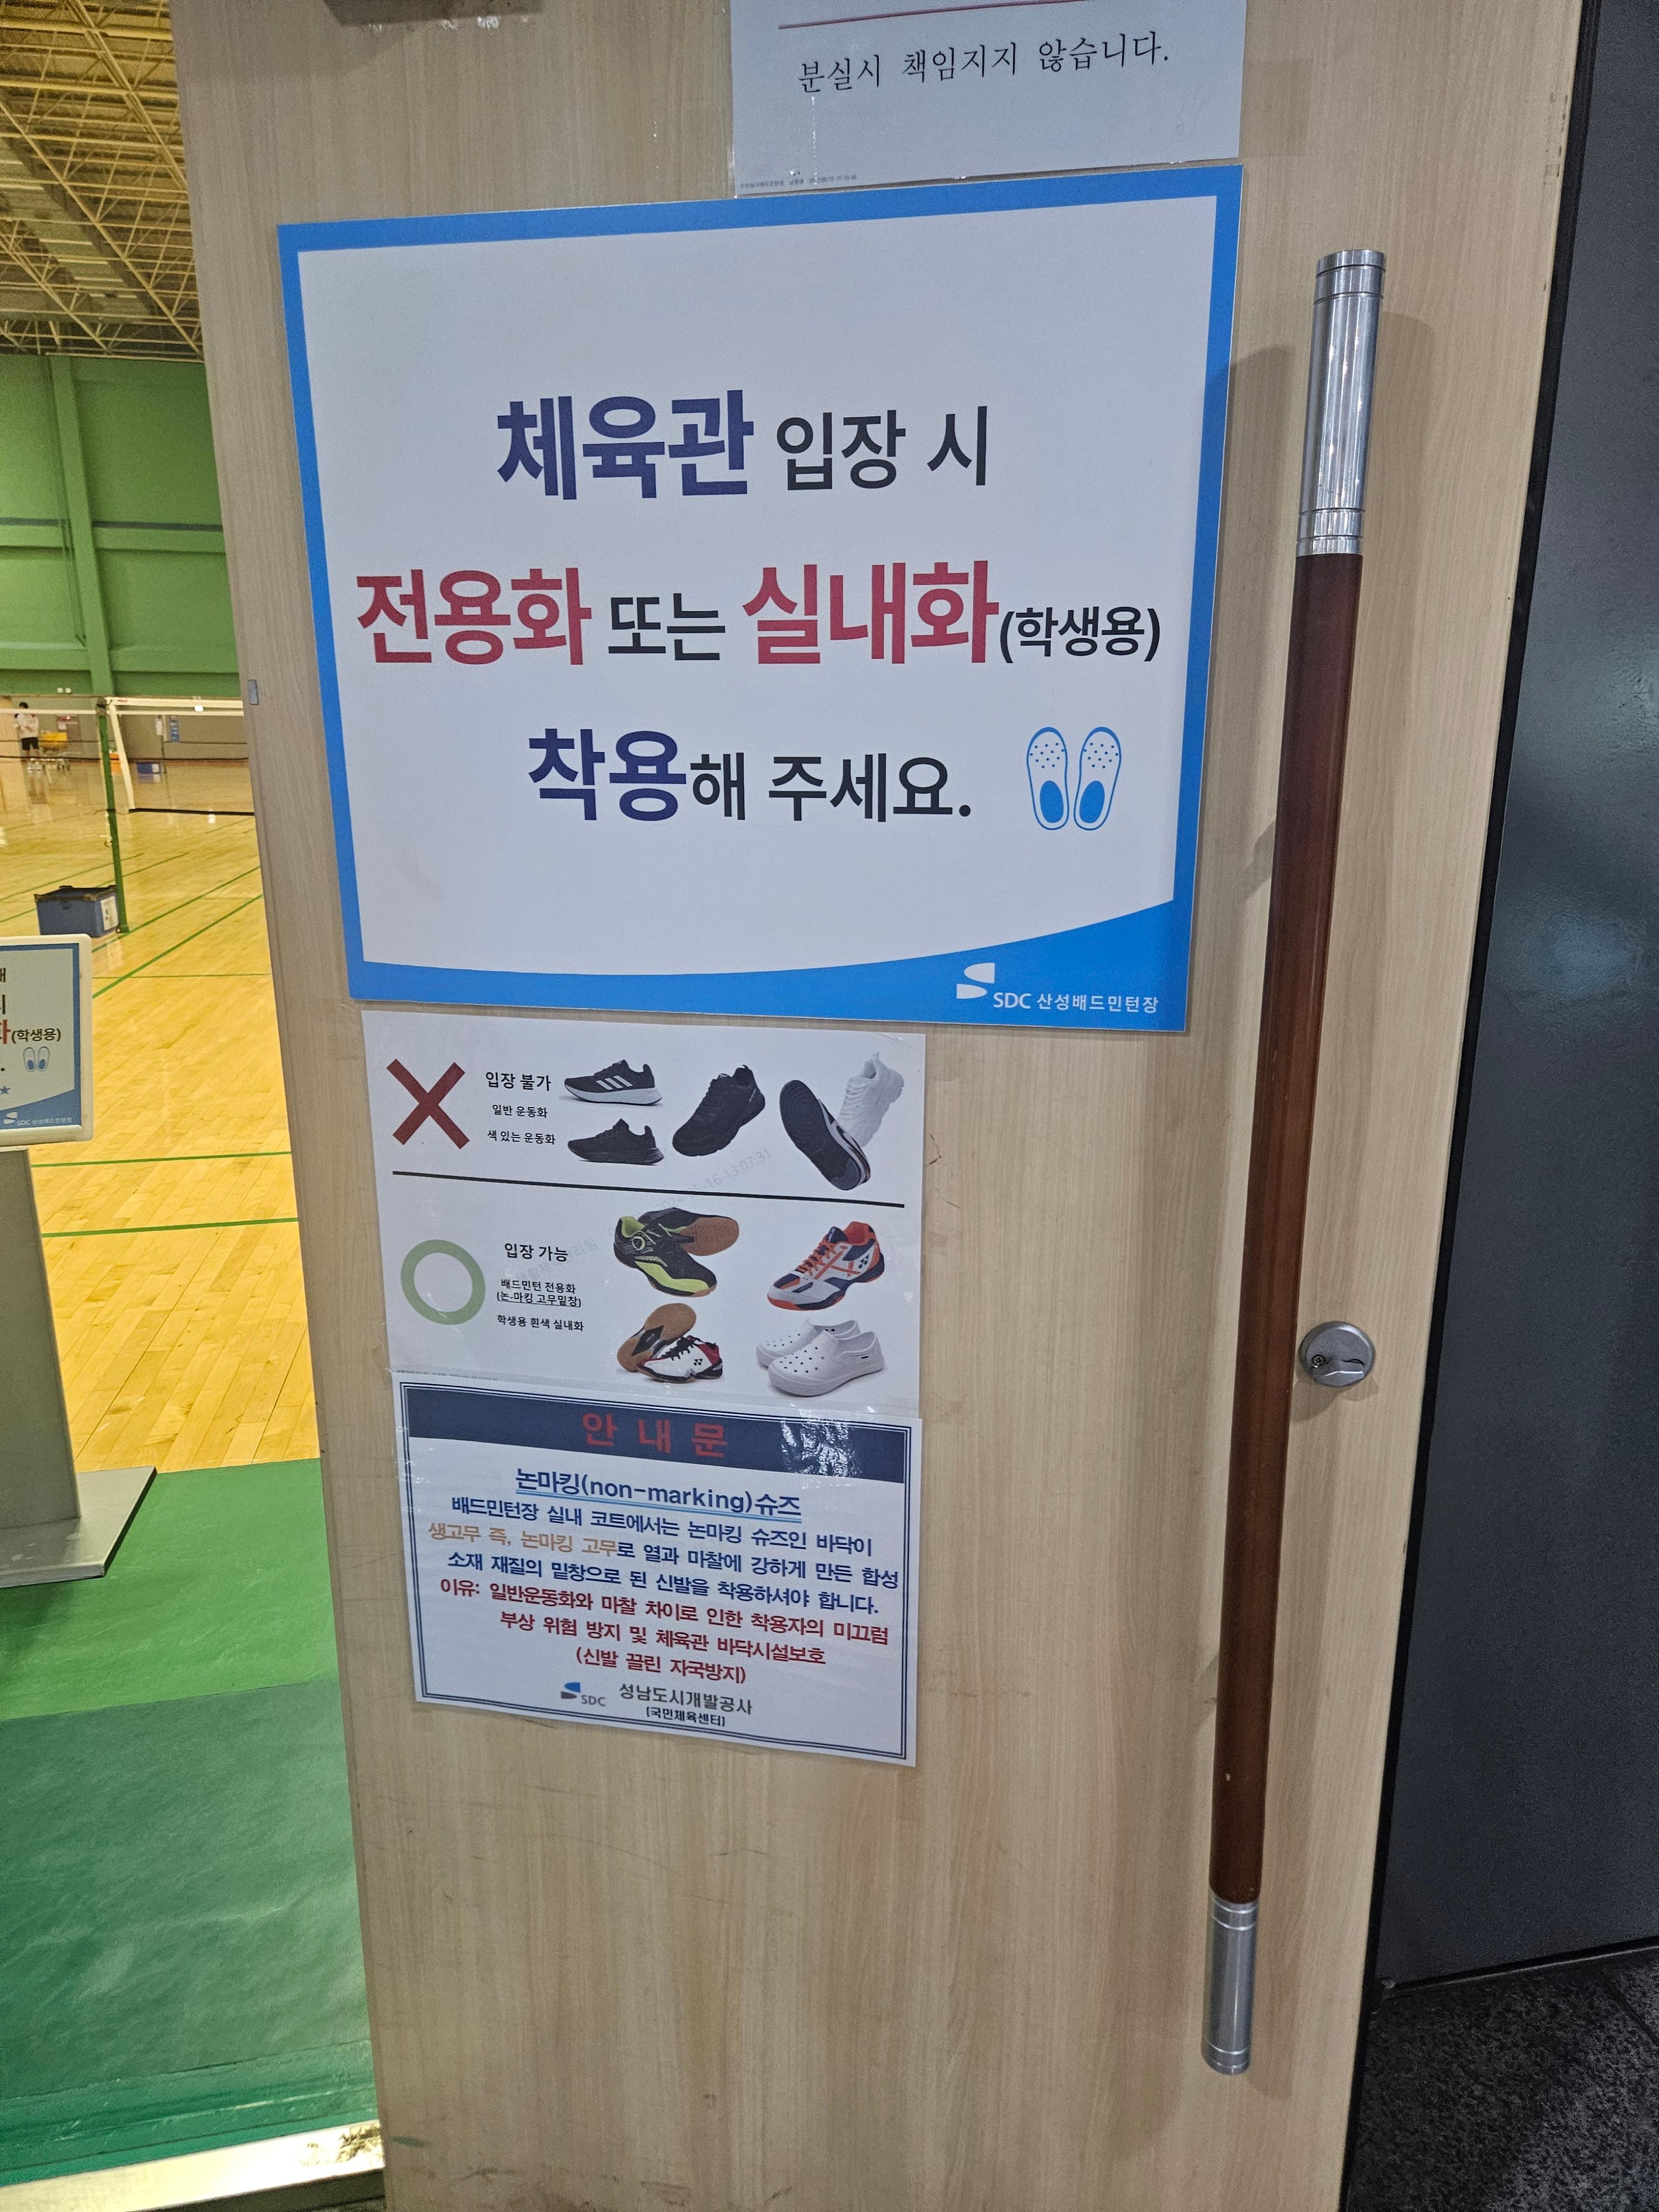 분실시 책임지지 않습니다.
체육관 입장 시
전용화 또는 실내화(학생용)
착용해 주세요.
SDC 산성배드민턴장
입장 불가
일반 운동화
색 있는 운동화
입장 가능
배드민턴 전용화
(논-마킹 고무밑창)
학생용 흰색 실내화
안 내 문
논마킹(non-marking)슈즈
배드민턴장 실내 코트에서는 논마킹 슈즈인 바닥이
생고무 즉, 논마킹 고무로 열과 마찰에 강하게 만든 합성
소재 재질의 밑창으로 된 신발을 착용하셔야 합니다.
이유: 일반운동화와 마찰 차이로 인한 착용자의 미끄럼
부상 위험 방지 및 체육관 바닥시설보호
(신발 끌린 자국방지)
SDC 성남도시개발공사
[국민체육센터]
(학생용)
SDC 산성배드민턴장